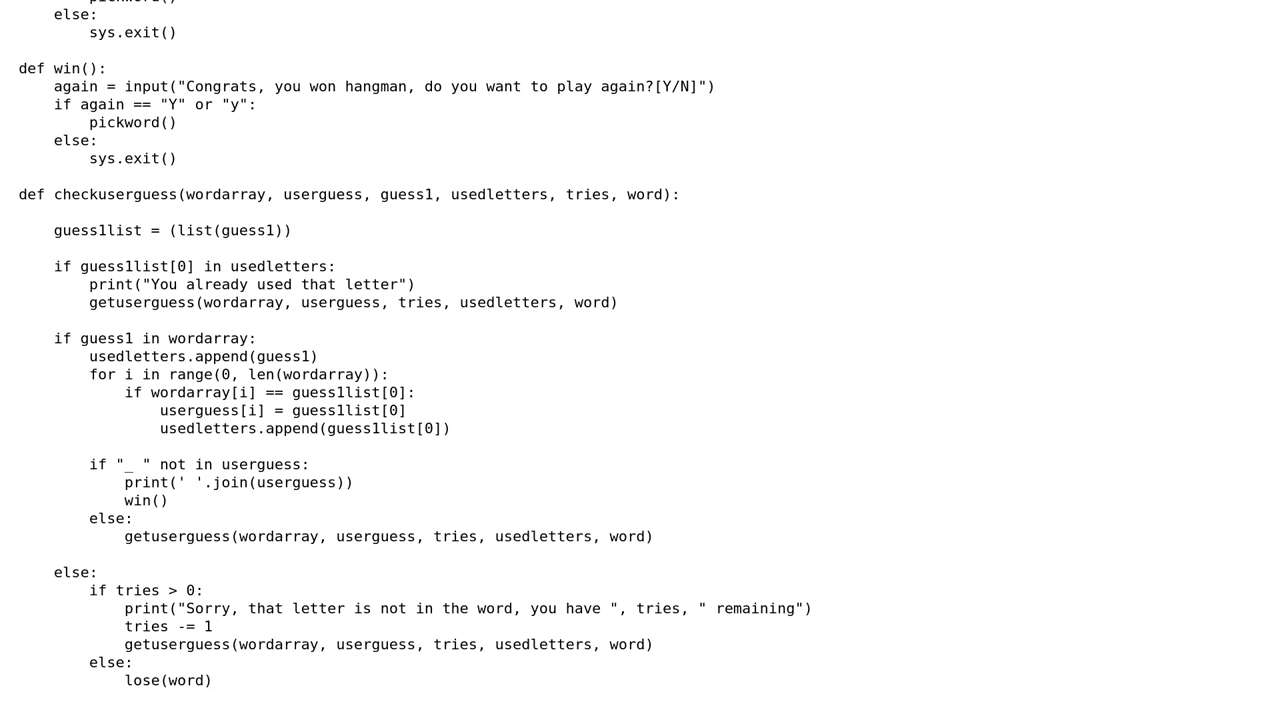 else:
        sys.exit()

def win():
    again = input("Congrats, you won hangman, do you want to play again?[Y/N]")
    if again == "Y" or "y":
        pickword()
    else:
        sys.exit()

def checkuserguess(wordarray, userguess, guess1, usedletters, tries, word):

    guess1list = (list(guess1))

    if guess1list[0] in usedletters:
        print("You already used that letter")
        getuserguess(wordarray, userguess, tries, usedletters, word)

    if guess1 in wordarray:
        usedletters.append(guess1)
        for i in range(0, len(wordarray)):
            if wordarray[i] == guess1list[0]:
                userguess[i] = guess1list[0]
                usedletters.append(guess1list[0])

        if "_ " not in userguess:
            print(' '.join(userguess))
            win()
        else:
            getuserguess(wordarray, userguess, tries, usedletters, word)

    else:
        if tries > 0:
            print("Sorry, that letter is not in the word, you have ", tries, " remaining")
            tries -= 1
            getuserguess(wordarray, userguess, tries, usedletters, word)
        else:
            lose(word)